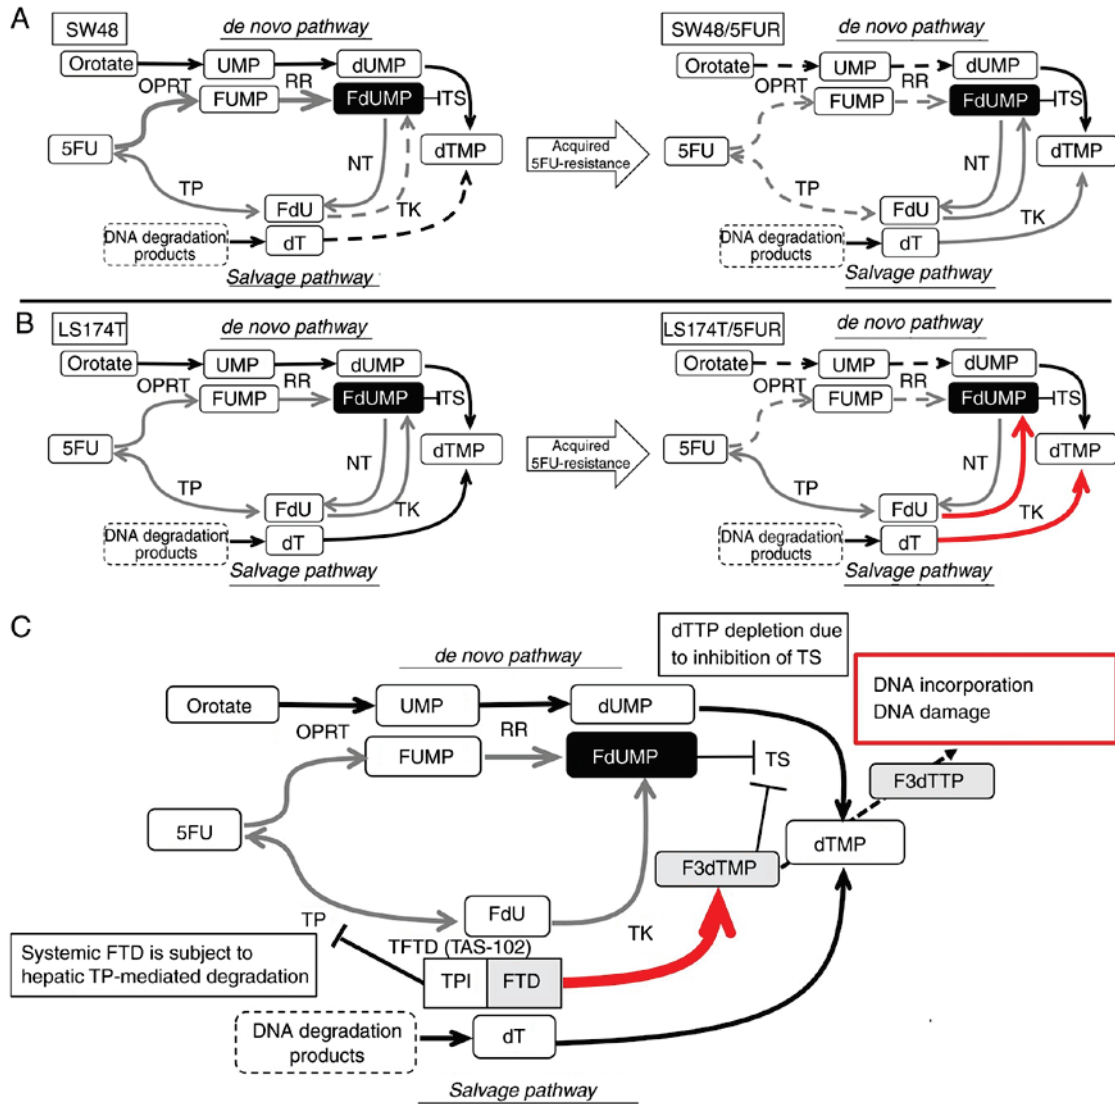 A
SW48
de novo pathway
Orotate
UMP
dUMP
OPRT
RR
FUMP
FdUMP
TS
5FU
dTMP
NT
TP
FdU
TK
DNA degradation
products
dT
Salvage pathway
Acquired
5FU-resistance
SW48/5FUR
de novo pathway
Orotate
UMP
dUMP
OPRT
RR
FUMP
FdUMP
TS
5FU
dTMP
NT
TP
FdU
TK
DNA degradation
products
dT
Salvage pathway
B
LS174T
de novo pathway
Orotate
UMP
dUMP
OPRT
RR
FUMP
FdUMP
TS
5FU
dTMP
NT
TP
FdU
TK
DNA degradation
products
dT
Salvage pathway
Acquired
5FU-resistance
LS174T/5FUR
de novo pathway
Orotate
UMP
dUMP
OPRT
RR
FUMP
FdUMP
TS
5FU
dTMP
NT
TP
FdU
TK
DNA degradation
products
dT
Salvage pathway
C
de novo pathway
dTTP depletion due
to inhibition of TS
DNA incorporation
DNA damage
Orotate
UMP
dUMP
OPRT
RR
FUMP
FdUMP
TS
F3dTTP
5FU
dTMP
F3dTMP
FdU
TP
TK
TFTD (TAS-102)
Systemic FTD is subject to
hepatic TP-mediated degradation
TPI
FTD
DNA degradation
products
dT
Salvage pathway